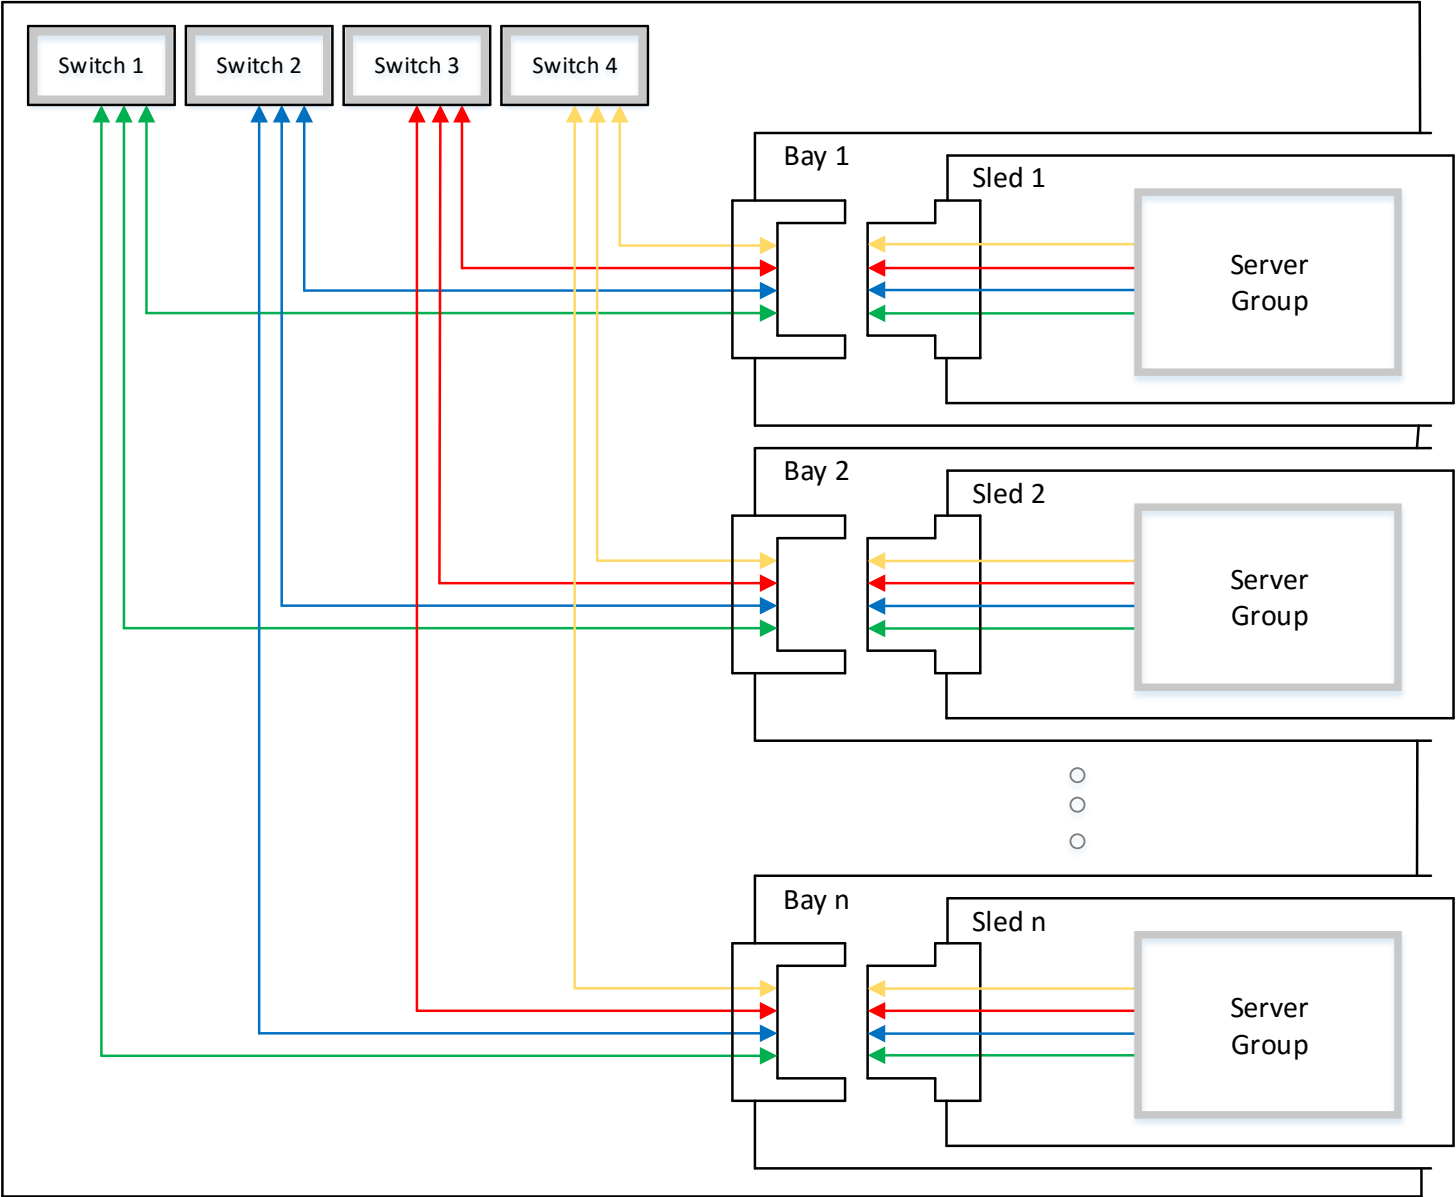 Switch 1
Switch 2
Switch 3
Switch 4
Bay 1
Sled 1
Server
Group
Bay 2
Sled 2
Server
Group
Bay n
Sled n
Server
Group